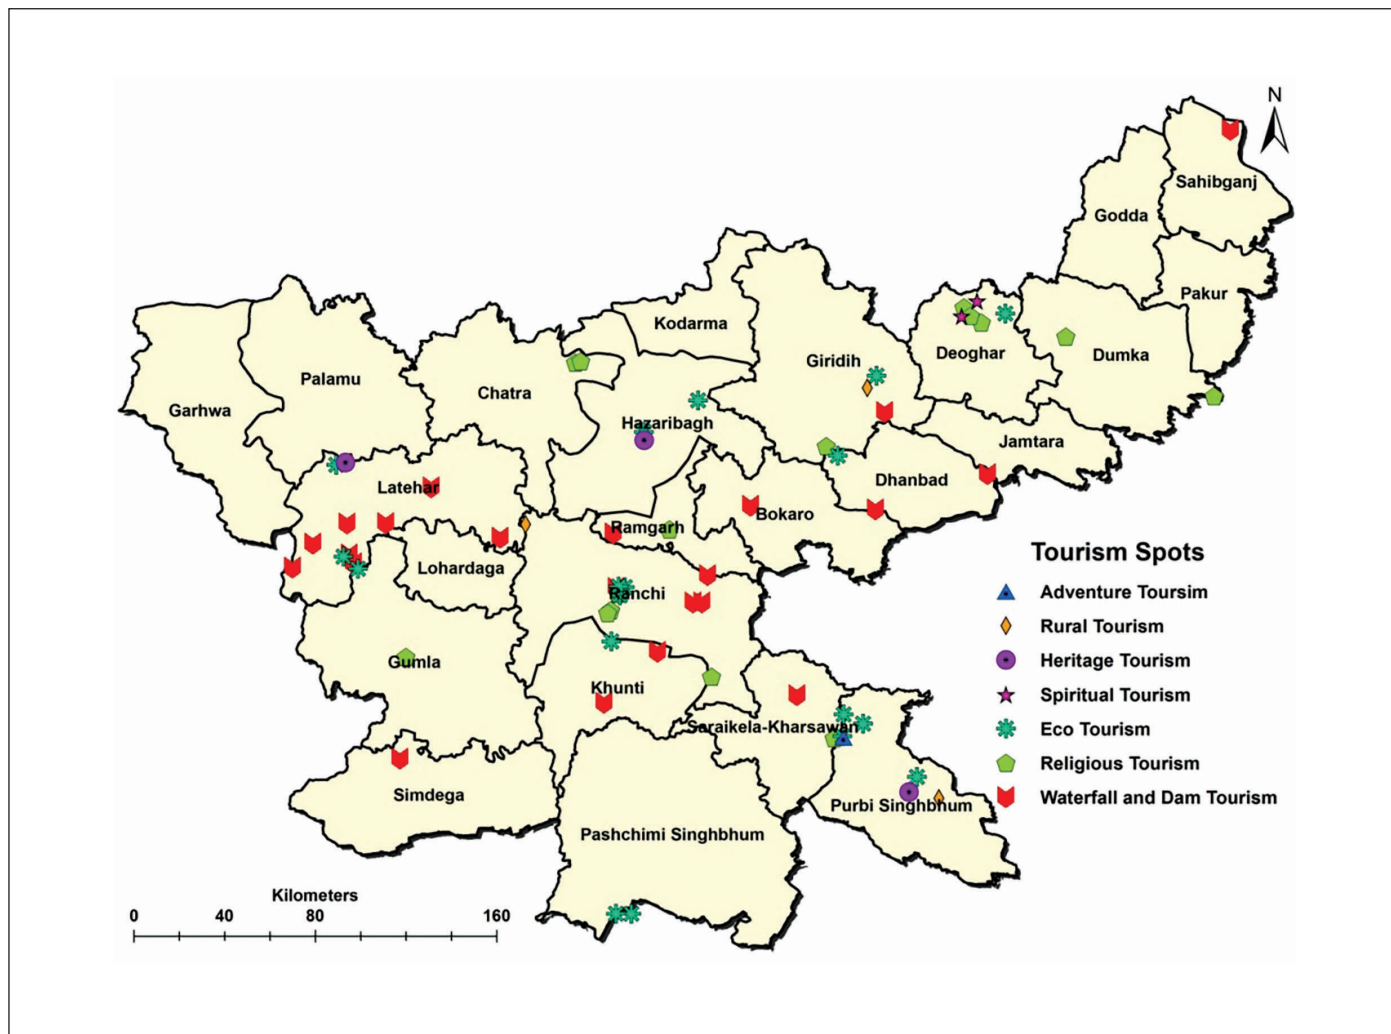 N
Sahibganj
Godda
Pakur
Kodarma
Giridih
Deoghar
Dumka
Palamu
Chatra
Garhwa
Hazaribagh
Jamtara
Latehar
Dhanbad
Bokaro
Ramgarh
Lohardaga
Ranchi
Gumla
Khunti
Saraikela-Kharsawan
Simdega
Purbi Singhbhum
Pashchimi Singhbhum
Tourism Spots
Adventure Toursim
Rural Tourism
Heritage Tourism
Spiritual Tourism
Eco Tourism
Religious Tourism
Waterfall and Dam Tourism
Kilometers
0 40 80 160